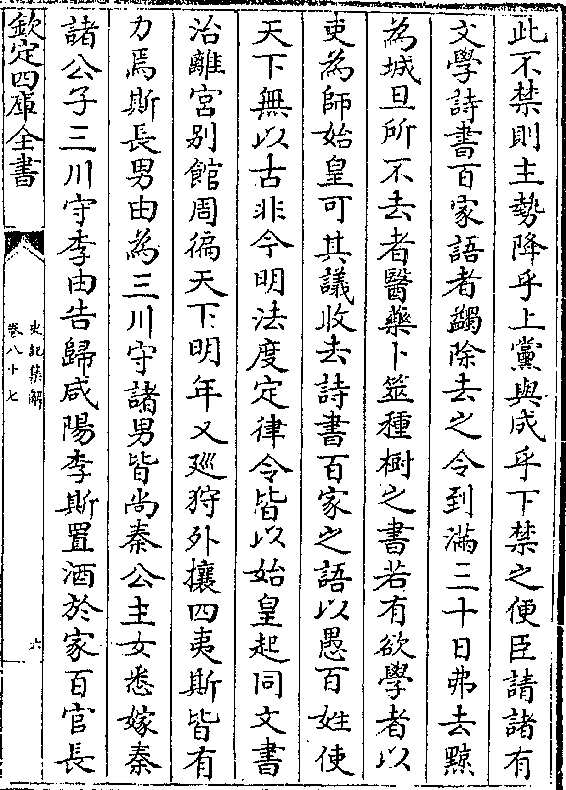 此不禁則主勢降乎上黨與成乎下禁之便臣請諸有
文學詩書百家語者蠲除去之令到滿三十日弗去黥
為城旦所不去者醫藥卜筮種樹之書若有欲學者以
吏為師始皇可其議收去詩書百家之語以愚百姓使
天下無以古非今明法度定律令皆以始皇起同文書
治離宮别館周徧天下明年又廵狩外攘四夷斯皆有
力焉斯長男由為三川守諸男皆尚秦公主女悉嫁秦
諸公子三川守李由告歸咸陽李斯置酒於家百官長
欽定四庫全書
史記集解
卷八十七
六